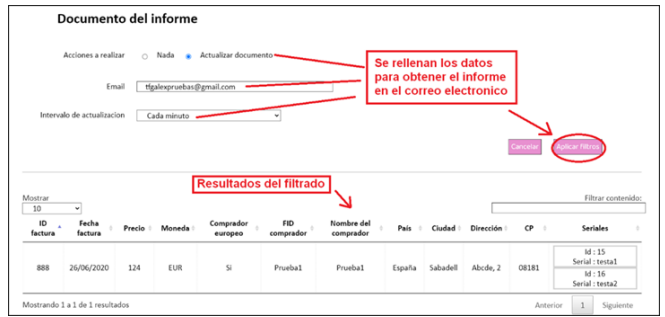 Documento del informe
Acciones a realizar Nada Actualizar documento
Se rellenan los datos
para obtener el informe
en el correo electronico
Email tfgalexpruebas@gmail.com
Intervalo de actualizacion Cada minuto
Cancelar Aplicar filtros
Resultados del filtrado
Mostrar
10
Filtrar contenido:
ID factura Fecha factura Precio Moneda Comprador europeo FID comprador Nombre del comprador País Ciudad Dirección CP Seriales
888 26/06/2020 124 EUR Si Prueba1 Prueba1 España Sabadell Abcde, 2 08181
Id : 15
Serial : testa1
Id : 16
Serial : testa2
Mostrando 1 a 1 de 1 resultados
Anterior 1 Siguiente